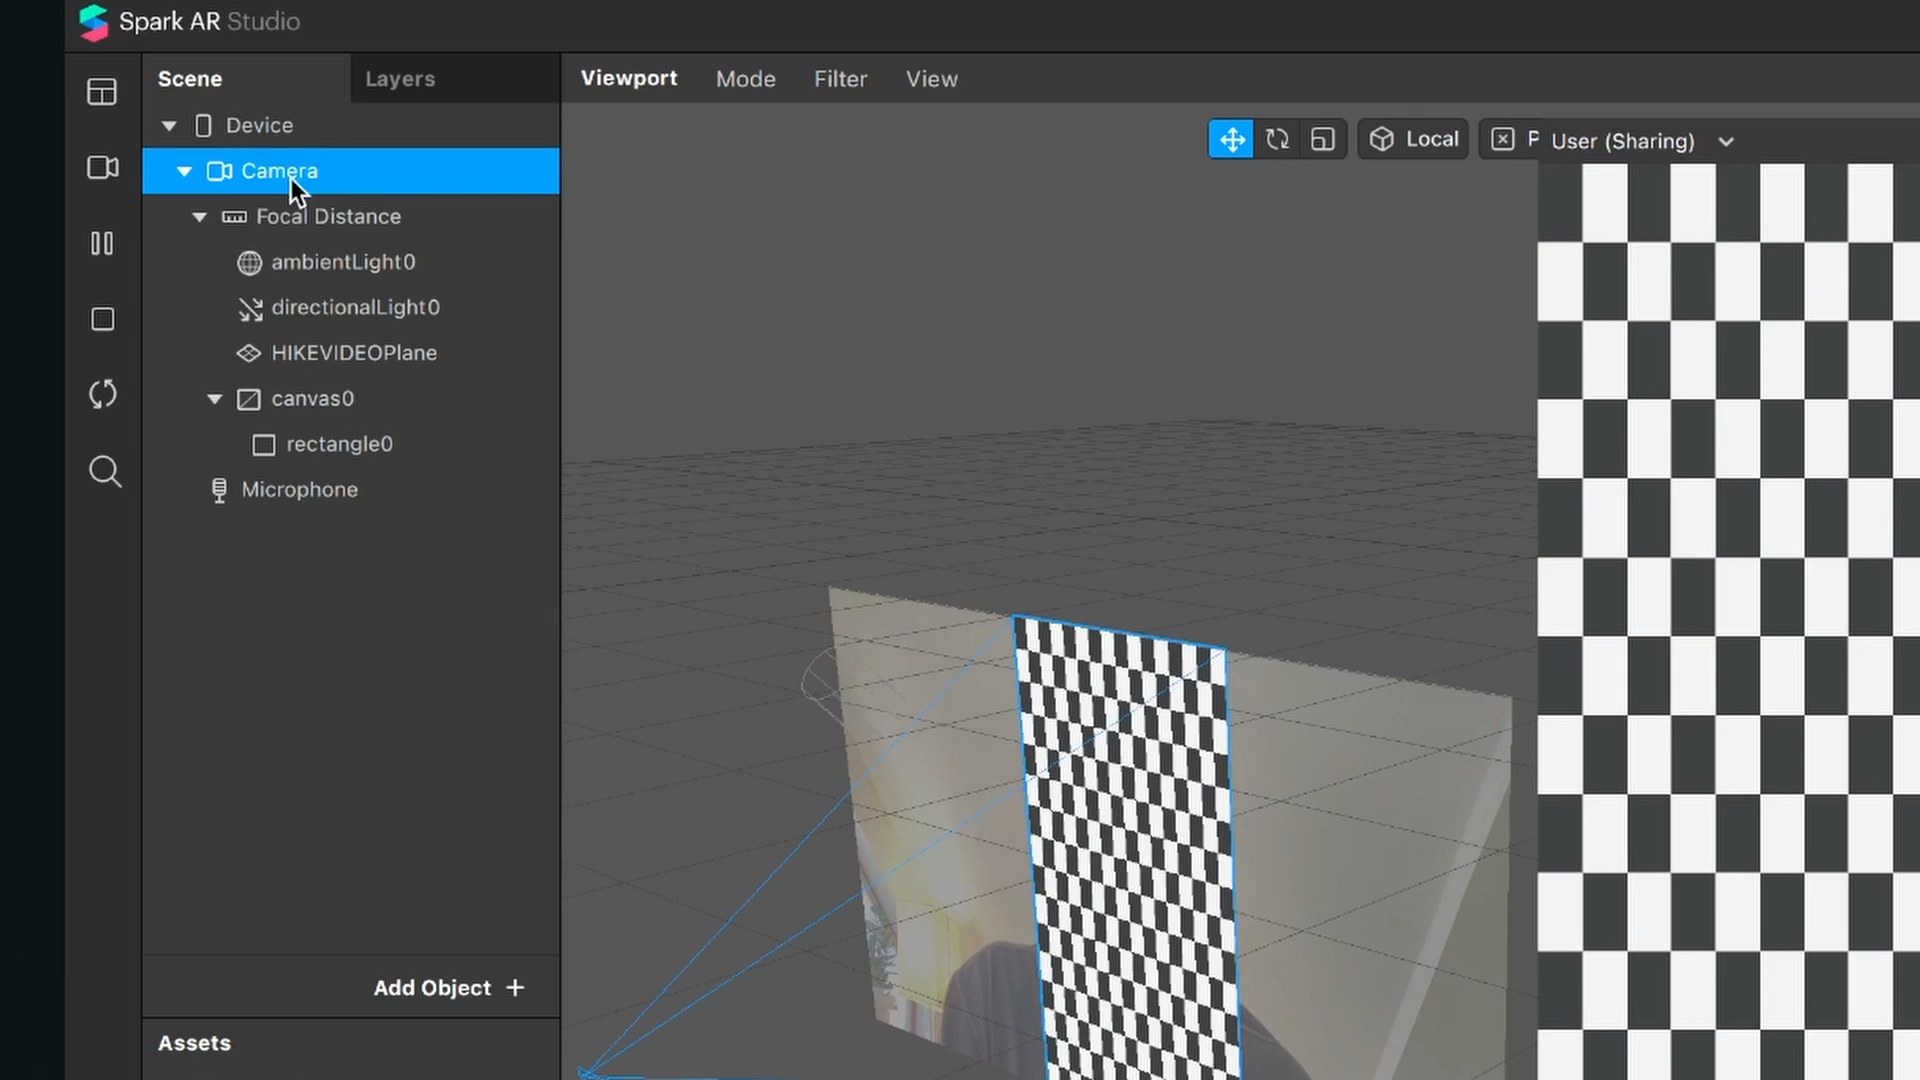 Spark AR Studio
Scene
Layers
Viewport
Mode
Filter
View
Device
Camera
Focal Distance
ambientLight0
directionalLight0
HIKEVIDEOPlane
canvas0
rectangle0
Microphone
Local
P
User (Sharing)
Add Object +
Assets